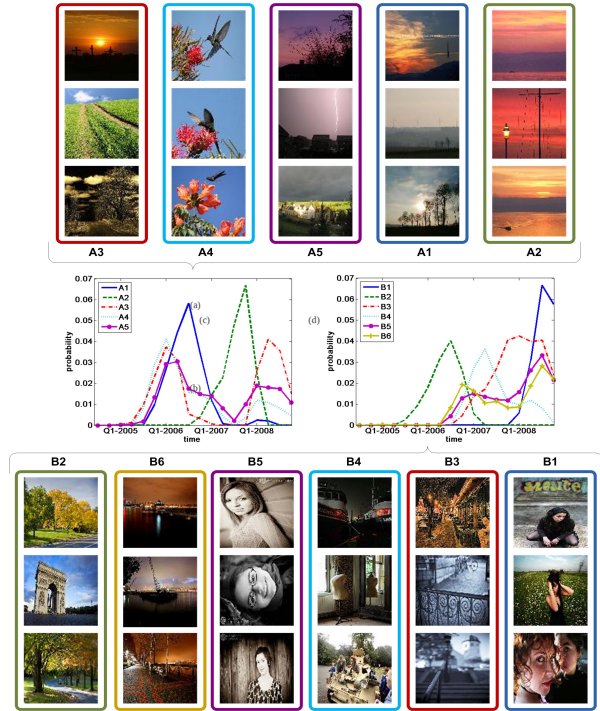 A3 A4 A5 A1 A2
0.07
0.06
0.05
0.04
0.03
0.02
0.01
0
probability
A1
A2
A3
A4
A5
(a)
(c)
(b)
Q1-2005 Q1-2006 Q1-2007 Q1-2008
time
(d)
0.07
0.06
0.05
0.04
0.03
0.02
0.01
0
probability
B1
B2
B3
B4
B5
B6
Q1-2005 Q1-2006 Q1-2007 Q1-2008
time
B2 B6 B5 B4 B3 B1